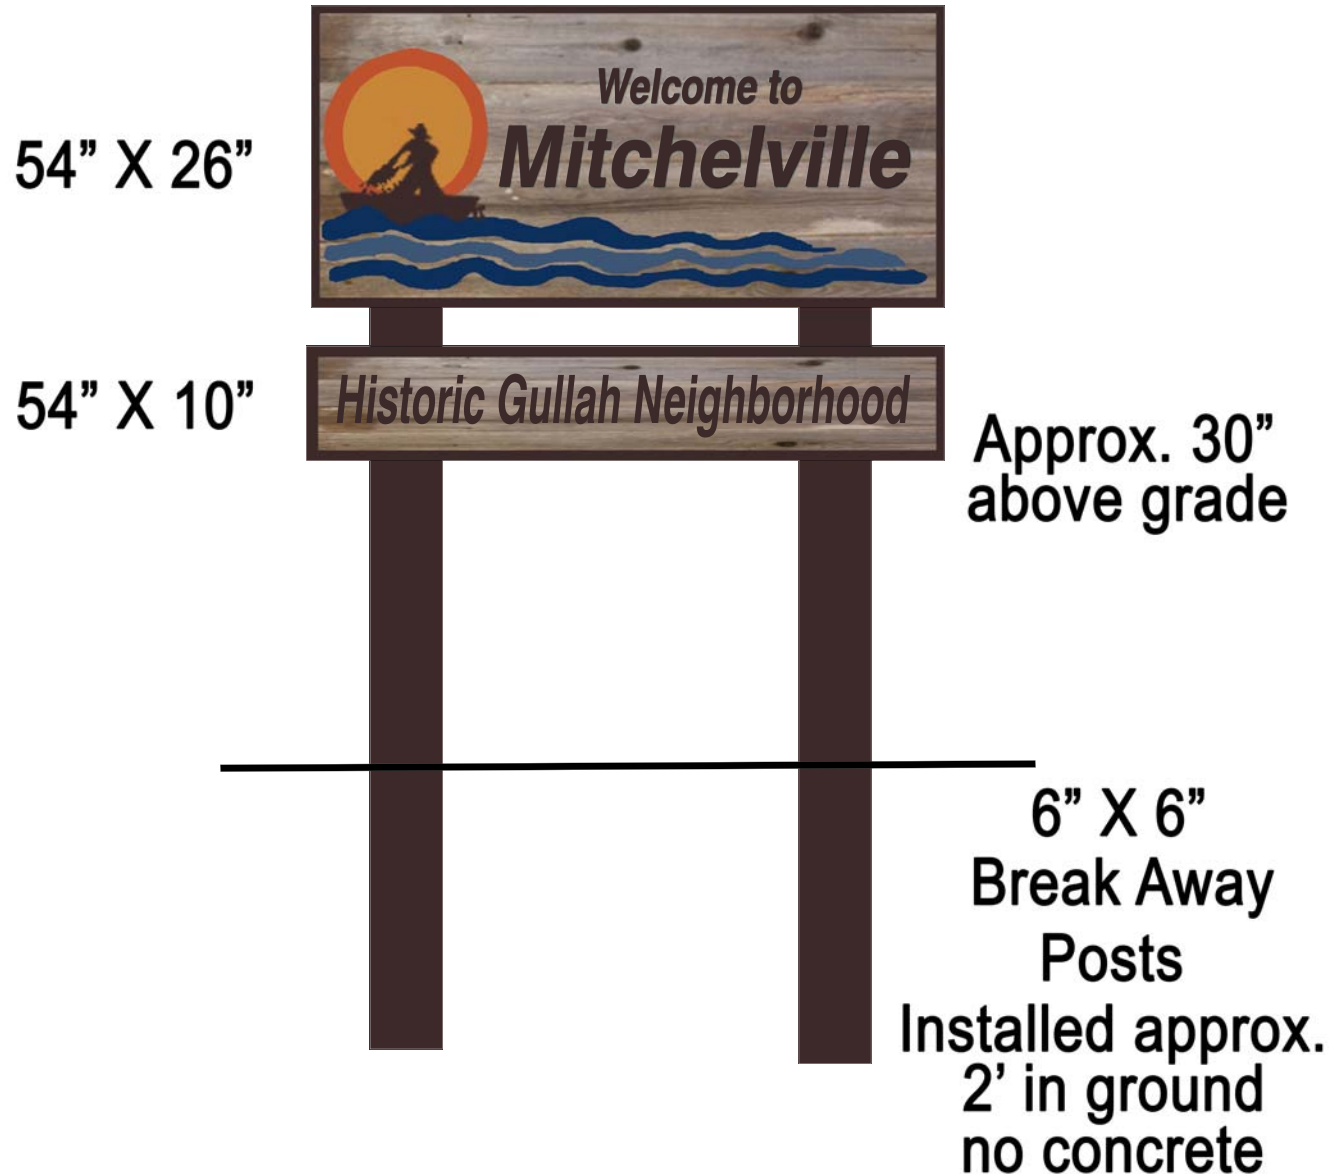 54” X 26”
Welcome to
Mitchelville
54” X 10”
Historic Gullah Neighborhood
Approx. 30”
above grade
6” X 6”
Break Away
Posts
Installed approx.
2’ in ground
no concrete